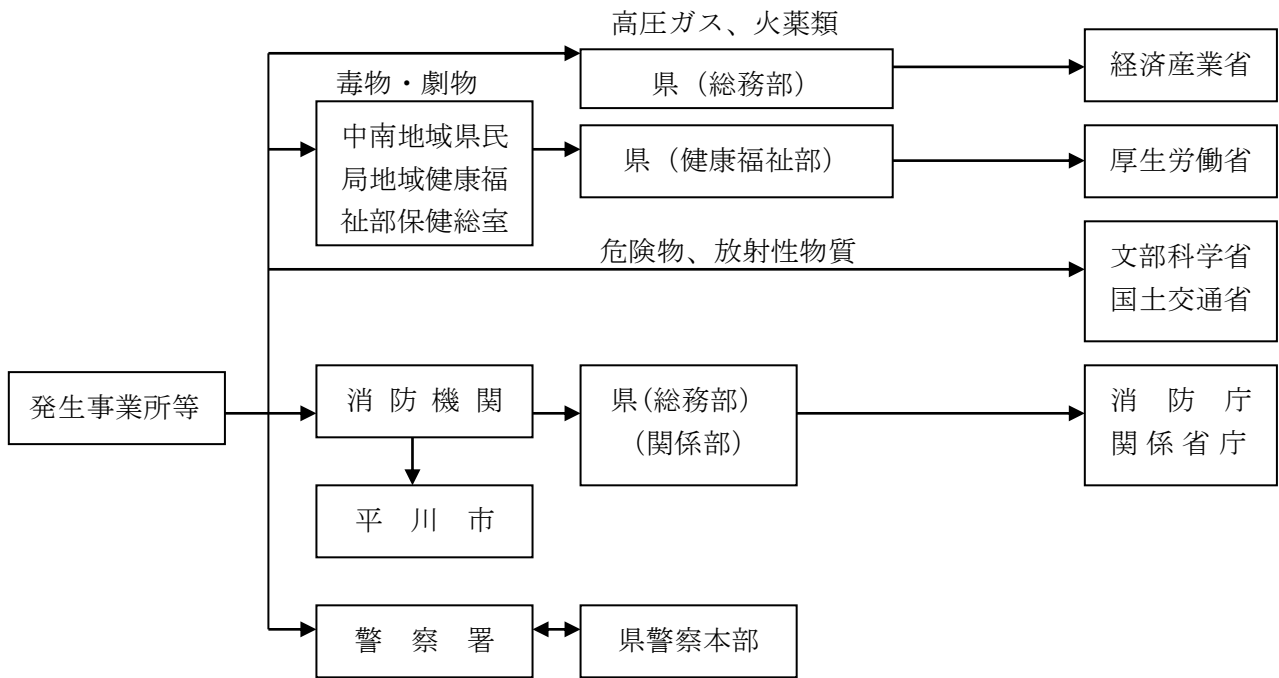 高圧ガス、火薬類
県（総務部）
経済産業省
毒物・劇物
中南地域県民
局地域健康福
祉部保健総室
県（健康福祉部）
厚生労働省
危険物、放射性物質
文部科学省
国土交通省
発生事業所等
消防機関
県(総務部)
（関係部）
消防庁
関係省庁
平川市
警察署
県警察本部